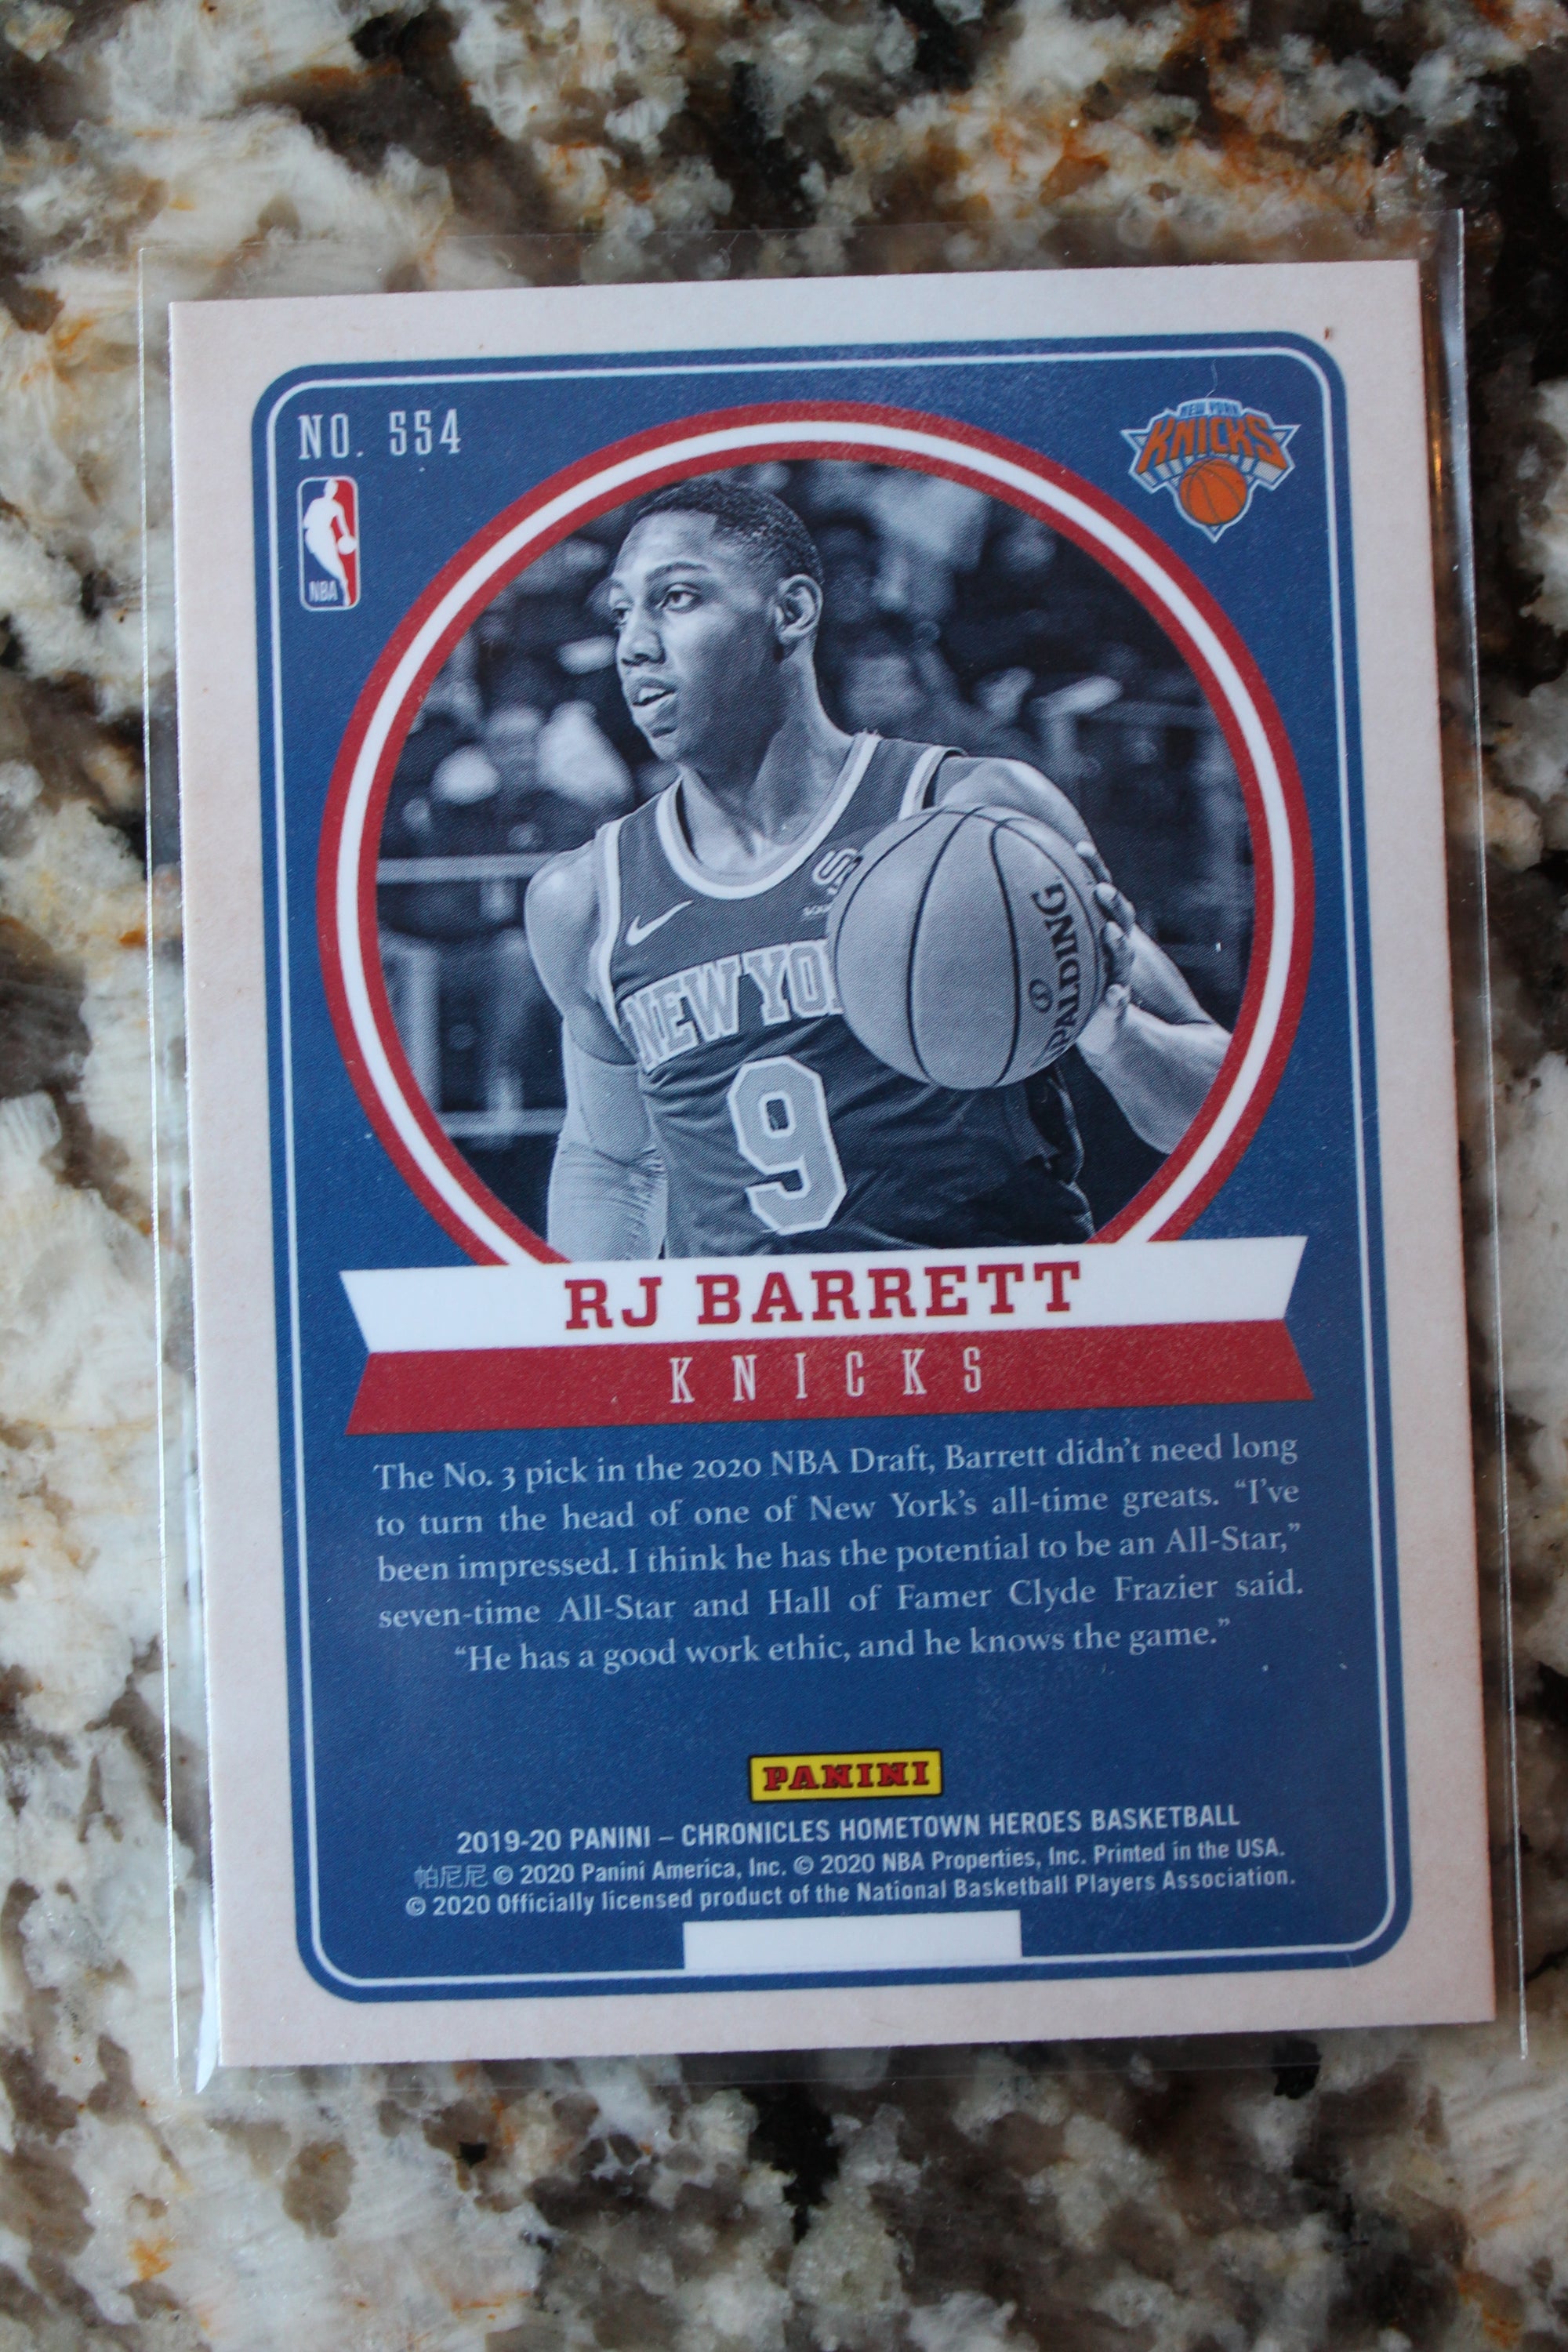 NO. 554
NEW YORK
KNICKS
NBA
SPALDING
NEW YO
9
RJ BARRETT
KNICKS
The No. 3 pick in the 2020 NBA Draft, Barrett didn't need long
to turn the head of one of New York's all-time greats. “I've
been impressed. I think he has the potential to be an All-Star,”
seven-time All-Star and Hall of Famer Clyde Frazier said.
“He has a good work ethic, and he knows the game.”
PANINI
2019-20 PANINI – CHRONICLES HOMETOWN HEROES BASKETBALL
帕尼尼 © 2020 Panini America, Inc. © 2020 NBA Properties, Inc. Printed in the USA.
© 2020 Officially licensed product of the National Basketball Players Association.